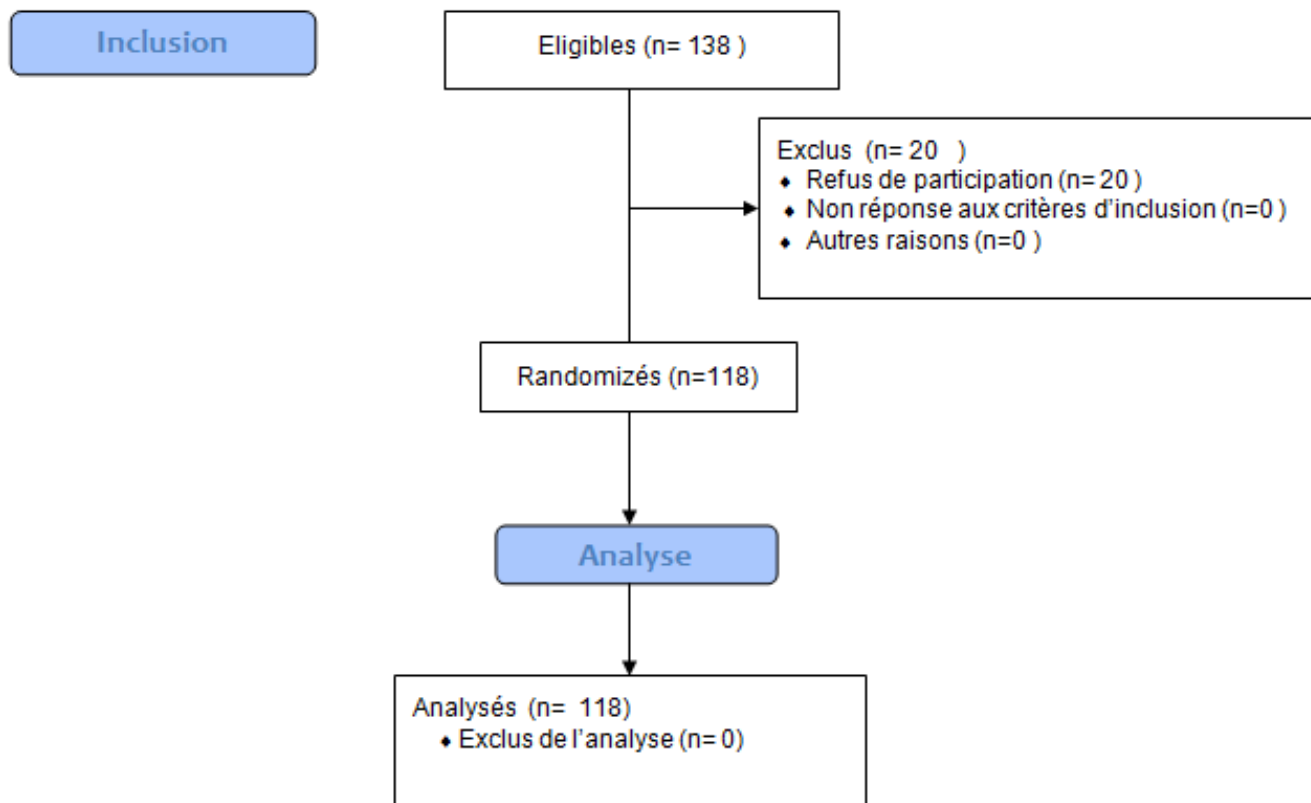 Inclusion
Eligibles (n= 138 )
Exclus (n= 20 )
⬥ Refus de participation (n= 20 )
⬥ Non réponse aux critères d'inclusion (n=0 )
⬥ Autres raisons (n=0 )
Randomizés (n=118)
Analyse
Analysés (n= 118)
⬥ Exclus de l'analyse (n= 0)